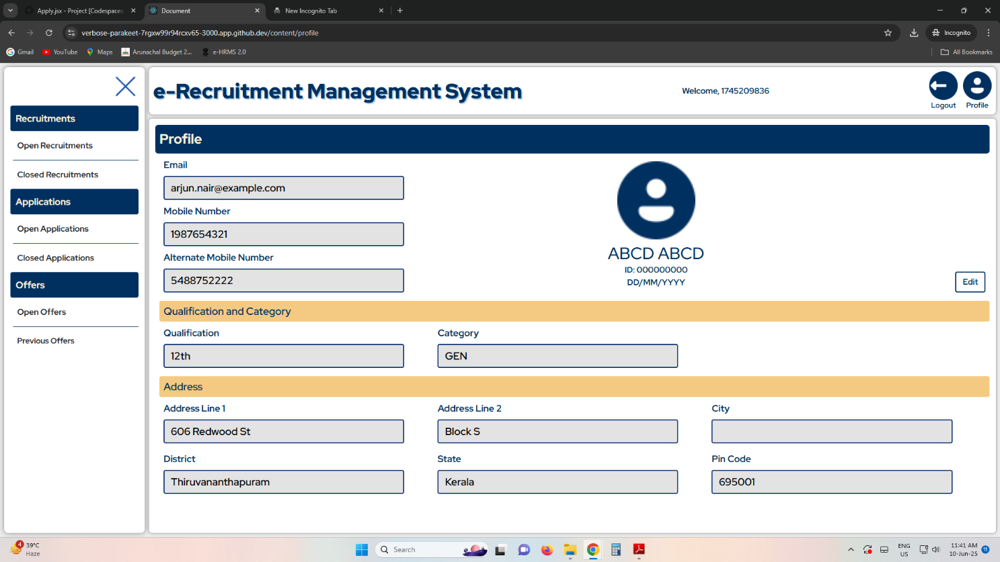 Apply.jsx - Project [Codespaces
Document
New Incognito Tab
verbose-parakeet-7rgxw99r94rcxv65-3000.app.github.dev/content/profile
Incognito
Gmail
YouTube
Maps
Arunachal Budget 2...
e-HRMS 2.0
All Bookmarks
e-Recruitment Management System
Welcome, 1745209836
Logout
Profile
Recruitments
Open Recruitments
Closed Recruitments
Applications
Open Applications
Closed Applications
Offers
Open Offers
Previous Offers
Profile
Email
arjun.nair@example.com
Mobile Number
1987654321
Alternate Mobile Number
5488752222
ABCD ABCD
ID: 000000000
DD/MM/YYYY
Edit
Qualification and Category
Qualification
Category
12th
GEN
Address
Address Line 1
Address Line 2
City
606 Redwood St
Block S
District
State
Pin Code
Thiruvananthapuram
Kerala
695001
4
39°C
Haze
Search
ENG
US
11:41 AM
10-Jun-25
11